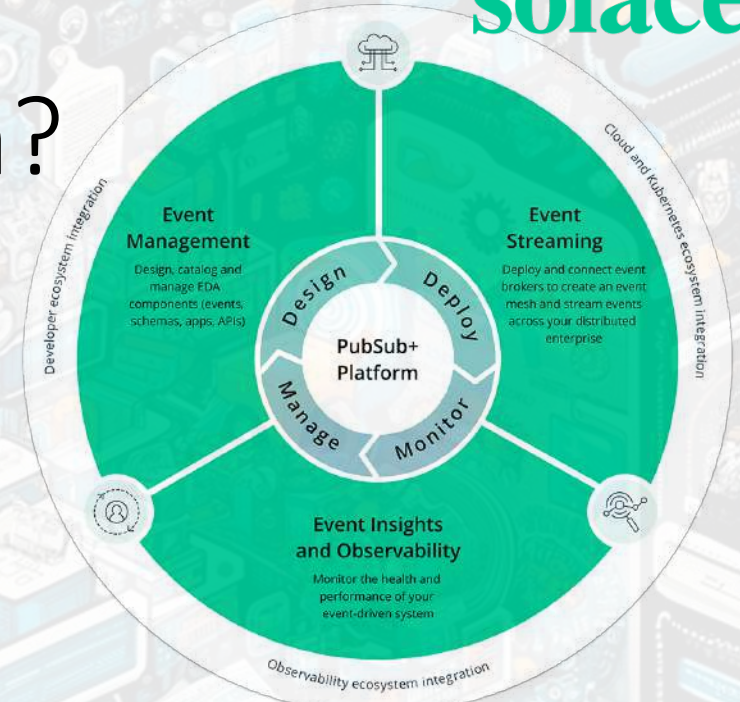 solace
?
Developer ecosystem integration
Cloud and Kubernetes ecosystem integration
Event
Management
Design, catalog and
manage EDA
components (events,
schemas, apps, APIs)
Event
Streaming
Deploy and connect event
brokers to create an event
mesh and stream events
across your distributed
enterprise
Design
Deploy
PubSub+
Platform
Manage
Monitor
Event Insights
and Observability
Monitor the health and
performance of your
event-driven system
Observability ecosystem integration